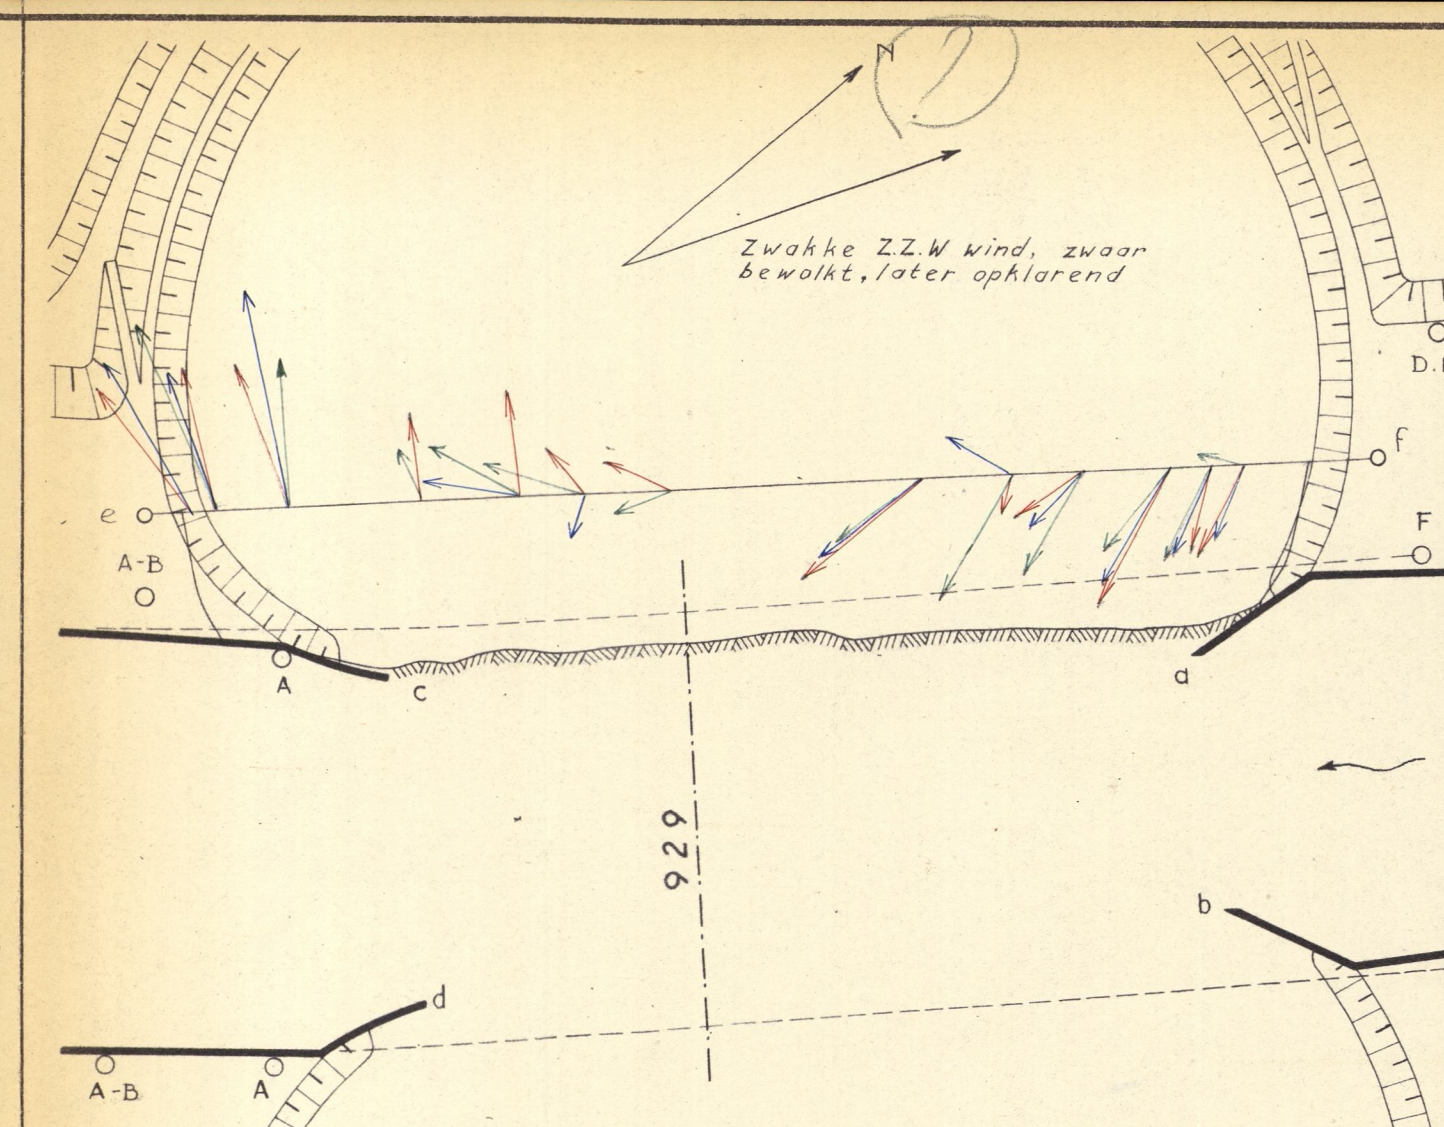 N
Zwakke Z.Z.W wind, zwaar
bewolkt, later opklarend
f
e
F
A-B
A
c
a
929
b
d
A-B
A